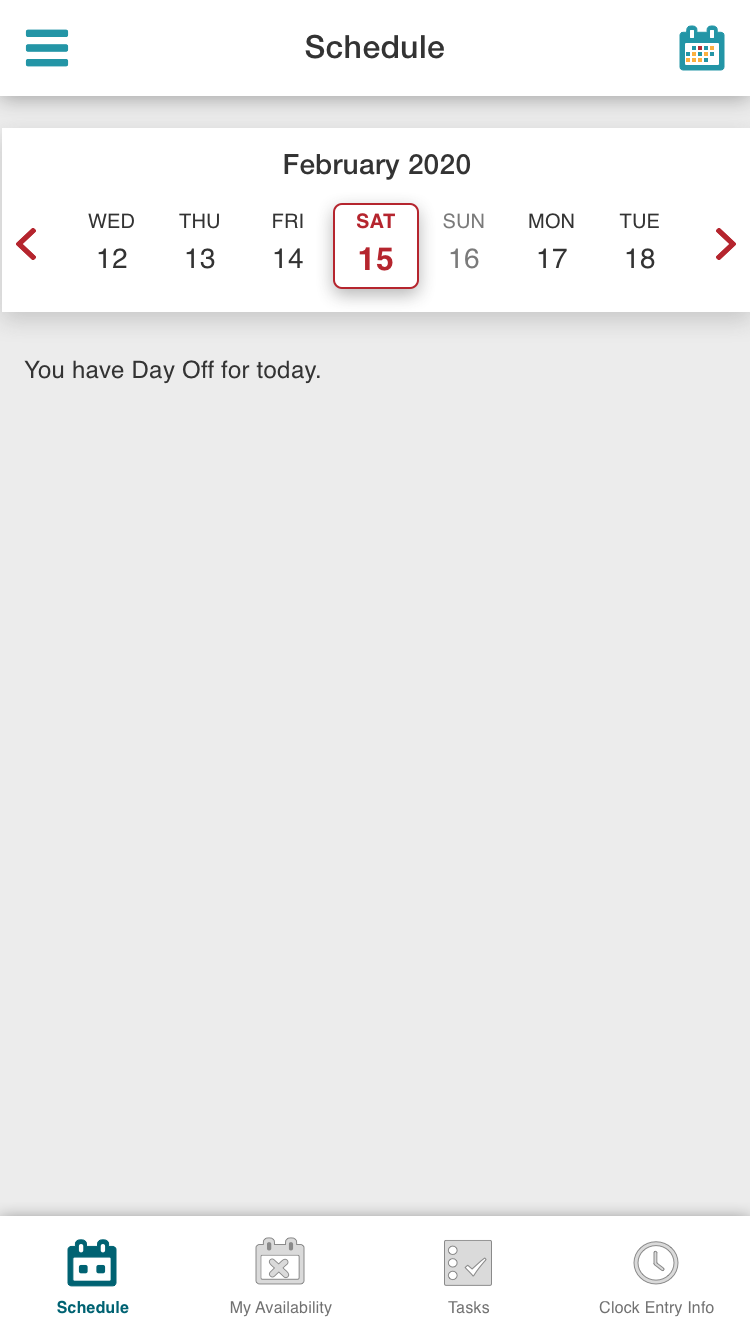 Schedule
February 2020
WED THU FRI SAT SUN MON TUE
12 13 14 15 16 17 18
You have Day Off for today.
Schedule My Availability Tasks Clock Entry Info